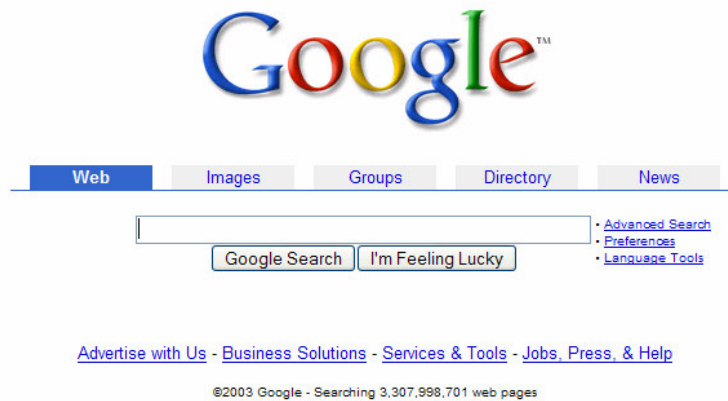 Google™
Web Images Groups Directory News
• Advanced Search
• Preferences
• Language Tools
Google Search I'm Feeling Lucky
Advertise with Us - Business Solutions - Services & Tools - Jobs, Press, & Help
©2003 Google - Searching 3,307,998,701 web pages